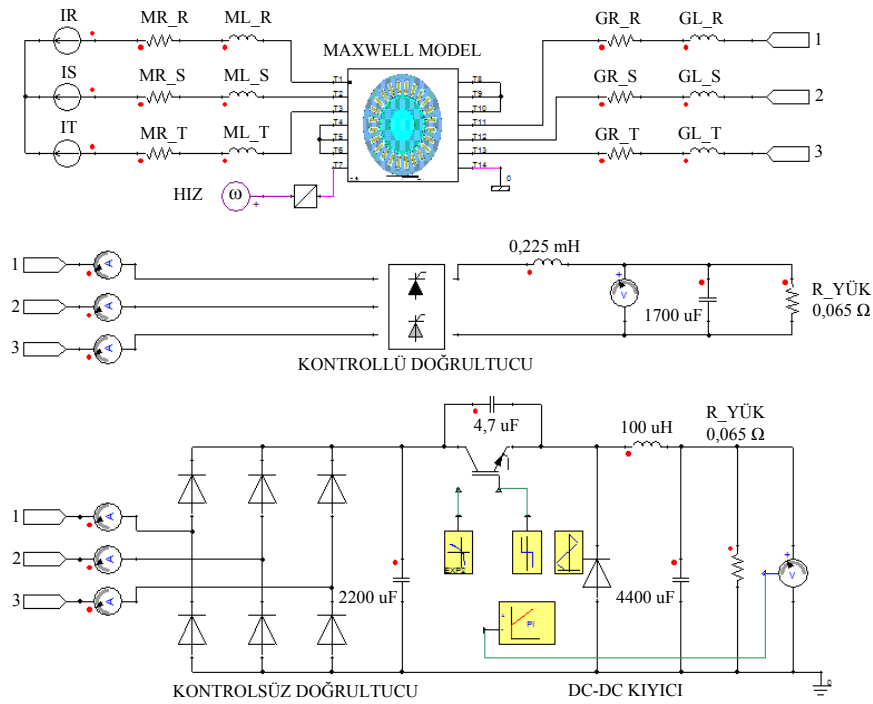 IR MR_R ML_R GR_R GL_R 1
MAXWELL MODEL
IS MR_S ML_S GR_S GL_S 2
IT MR_T ML_T GR_T GL_T 3
T1 T8
T2 T9
T3 T10
T4 T11
T5 T12
T6 T13
T7 T14
0
HIZ ω +
1 A
2 A
3 A
0,225 mH
+
V
1700 uF
R_YÜK
0,065 Ω
KONTROLLÜ DOĞRULTUCU
4,7 uF
100 uH
R_YÜK
0,065 Ω
1 A
2 A
3 A
EXP2
2200 uF
4400 uF
+
V
PI
0
KONTROLSÜZ DOĞRULTUCU
DC-DC KIYICI